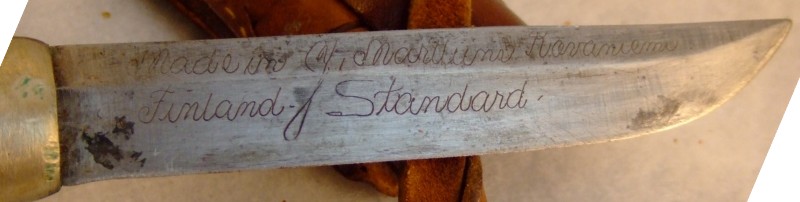 Made in J. Marttiini Rovaniemi
Finland Standard